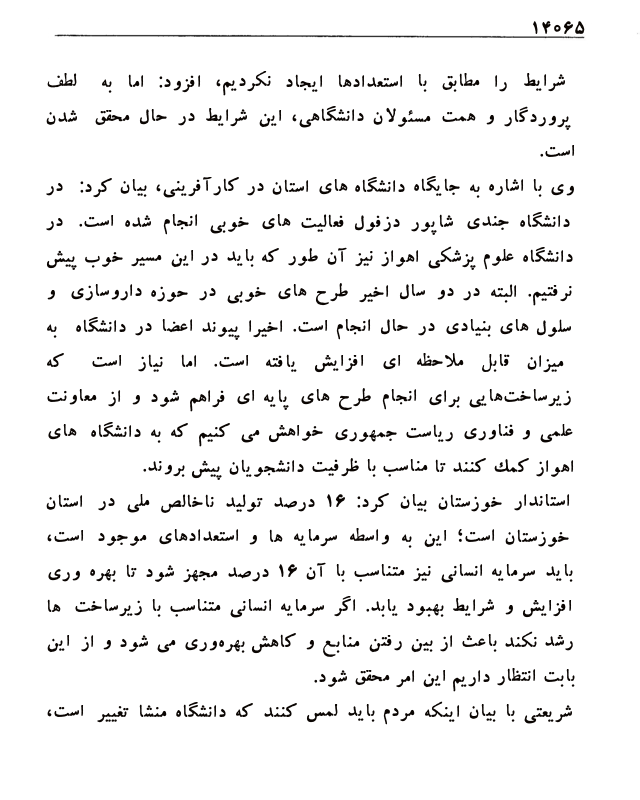 ۱۴۰۶۵
شرایط را مطابق با استعدادها ایجاد نکردیم، افزود: اما به لطف
پروردگار و همت مسئولان دانشگاهی، این شرایط در حال محقق شدن
است.
وی با اشاره به جایگاه دانشگاه های استان در کارآفرینی، بیان کرد: در
دانشگاه جندی شاپور دزفول فعالیت های خوبی انجام شده است. در
دانشگاه علوم پزشکی اهواز نیز آن طور که باید در این مسیر خوب پیش
نرفتیم. البته در دو سال اخیر طرح های خوبی در حوزه داروسازی و
سلول های بنیادی در حال انجام است. اخیرا پیوند اعضا در دانشگاه به
میزان قابل ملاحظه ای افزایش یافته است. اما نیاز است که
زیرساخت‌هایی برای انجام طرح های پایه ای فراهم شود و از معاونت
علمی و فناوری ریاست جمهوری خواهش می کنیم که به دانشگاه های
اهواز کمك کنند تا مناسب با ظرفیت دانشجویان پیش بروند.
استاندار خوزستان بیان کرد: ۱۶ درصد تولید ناخالص ملی در استان
خوزستان است؛ این به واسطه سرمایه ها و استعدادهای موجود است،
باید سرمایه انسانی نیز متناسب با آن ۱۶ درصد مجهز شود تا بهره وری
افزایش و شرایط بهبود یابد. اگر سرمایه انسانی متناسب با زیرساخت ها
رشد نکند باعث از بین رفتن منابع و کاهش بهره‌وری می شود و از این
بابت انتظار داریم این امر محقق شود.
شریعتی با بیان اینکه مردم باید لمس کنند که دانشگاه منشا تغییر است،